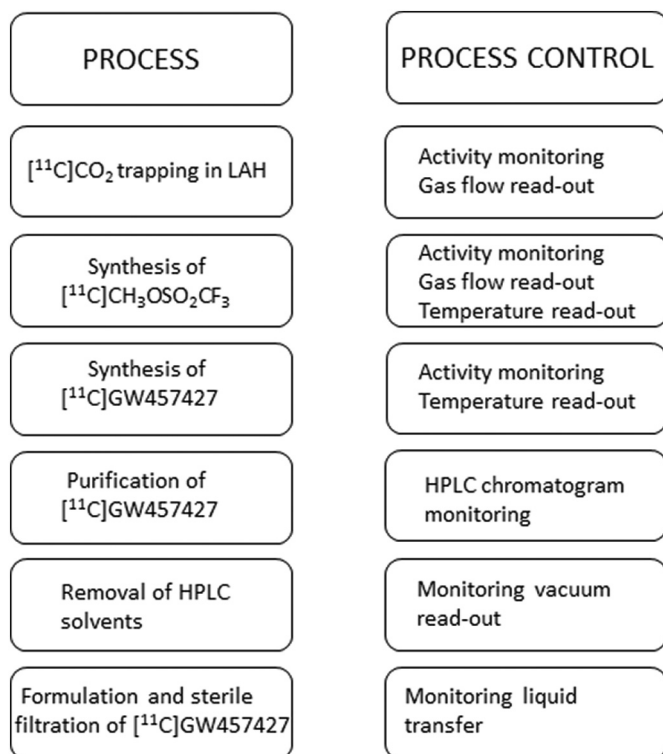 PROCESS
PROCESS CONTROL
[¹¹C]CO₂ trapping in LAH
Activity monitoring
Gas flow read-out
Synthesis of
[¹¹C]CH₃OSO₂CF₃
Activity monitoring
Gas flow read-out
Temperature read-out
Synthesis of
[¹¹C]GW457427
Activity monitoring
Temperature read-out
Purification of
[¹¹C]GW457427
HPLC chromatogram
monitoring
Removal of HPLC
solvents
Monitoring vacuum
read-out
Formulation and sterile
filtration of [¹¹C]GW457427
Monitoring liquid
transfer